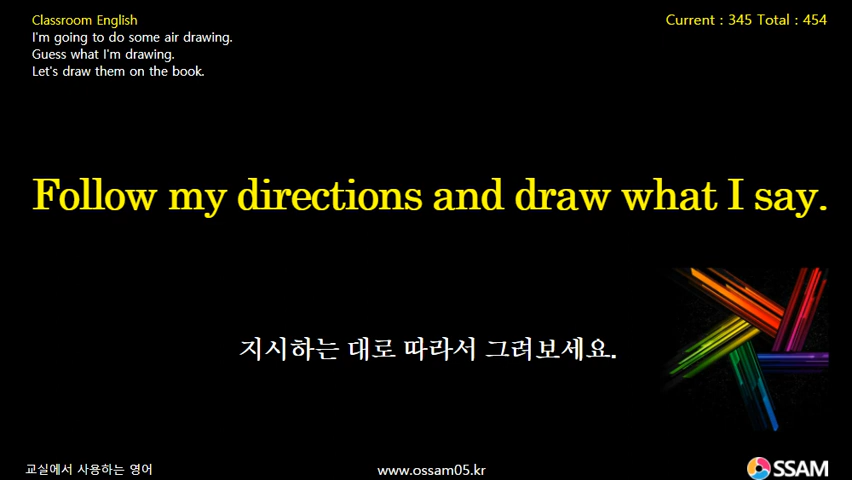 Classroom English
Current : 345 Total : 454
I'm going to do some air drawing.
Guess what I'm drawing.
Let's draw them on the book.
Follow my directions and draw what I say.
지시하는 대로 따라서 그려보세요.
교실에서 사용하는 영어
www.ossam05.kr
SSAM